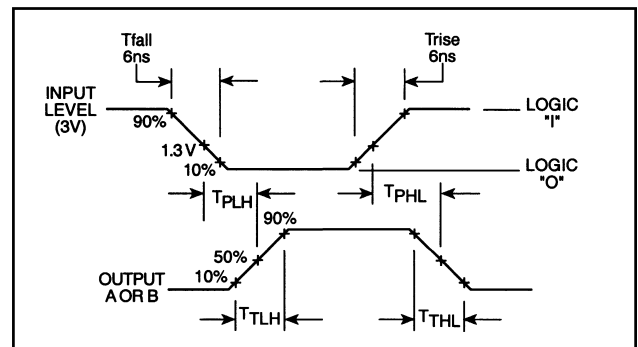 Tfall
6ns
Trise
6ns
INPUT
LEVEL
(3V)
90%
1.3 V
10%
LOGIC
"I"
LOGIC
"O"
TPLH
TPHL
90%
50%
10%
OUTPUT
A OR B
TTLH
TTHL